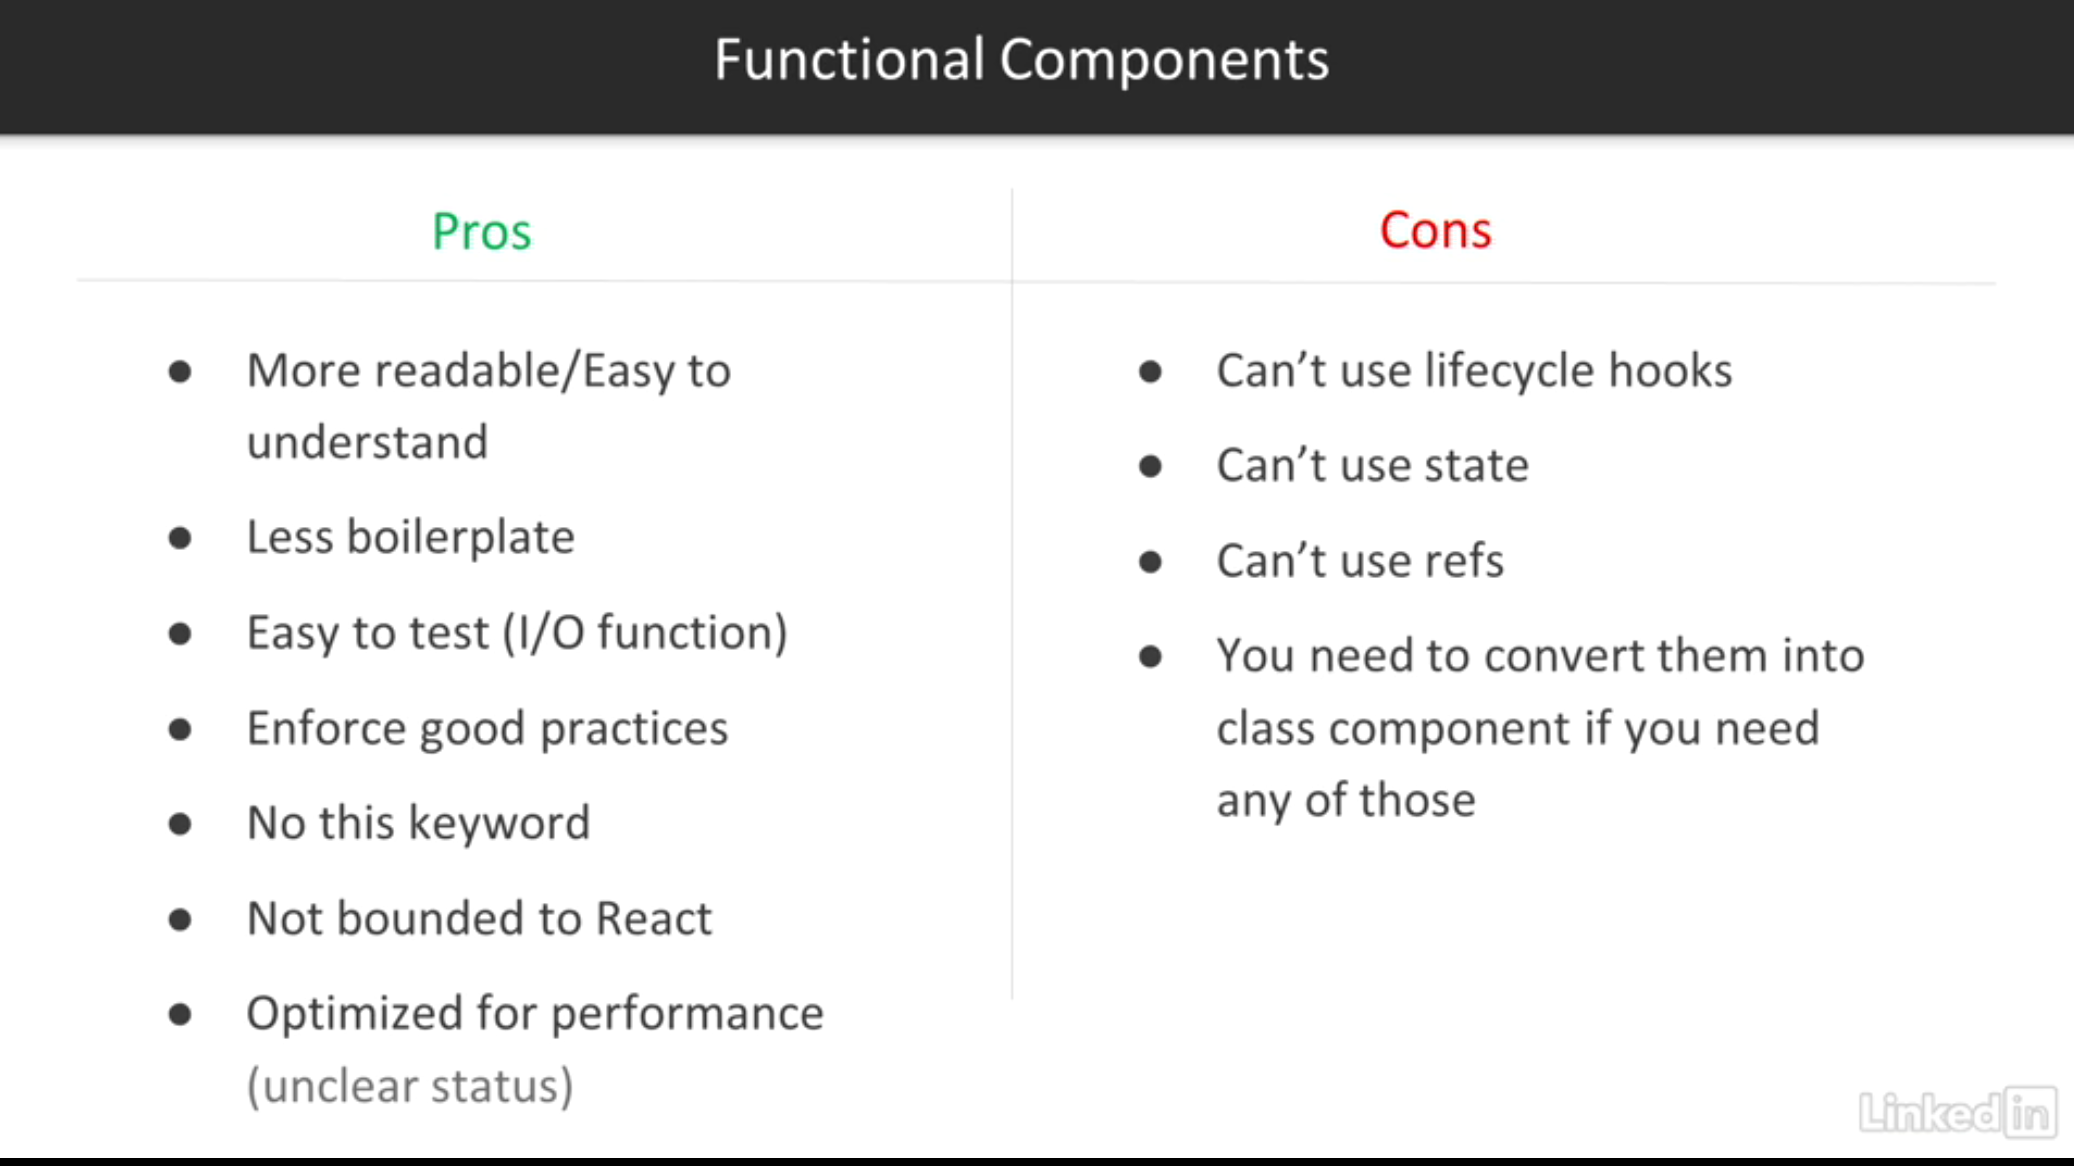 Functional Components
Pros
● More readable/Easy to
understand
● Less boilerplate
● Easy to test (I/O function)
● Enforce good practices
● No this keyword
● Not bounded to React
● Optimized for performance
(unclear status)
Cons
● Can’t use lifecycle hooks
● Can’t use state
● Can’t use refs
● You need to convert them into
class component if you need
any of those
Linked in